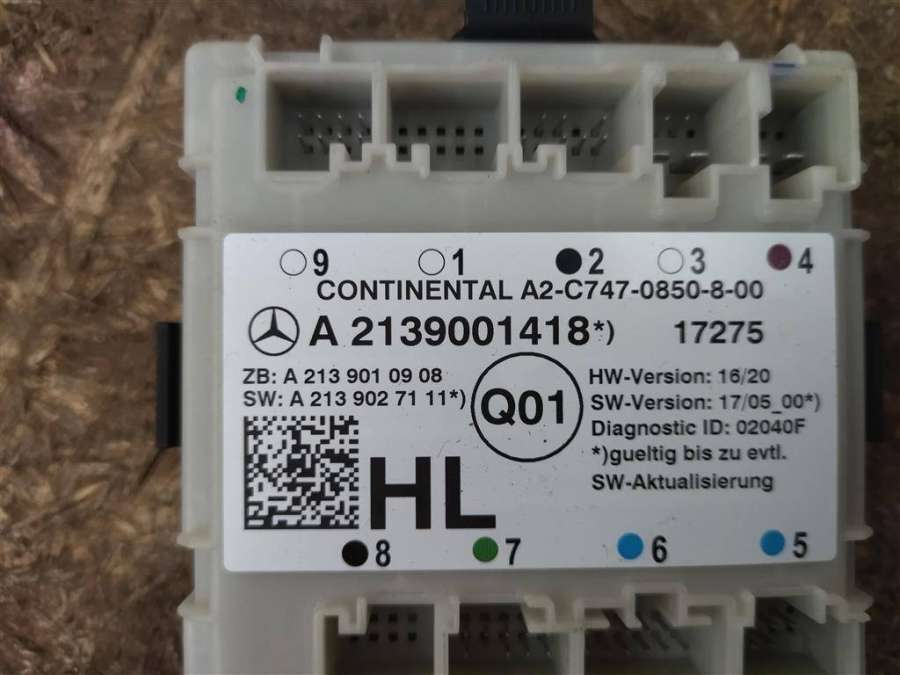 9 1 2 3 4
CONTINENTAL A2-C747-0850-8-00
A 2139001418*) 17275
ZB: A 213 901 09 08
SW: A 213 902 71 11*)
Q01
HW-Version: 16/20
SW-Version: 17/05_00*)
Diagnostic ID: 02040F
*)gueltig bis zu evtl.
SW-Aktualisierung
HL
8 7 6 5